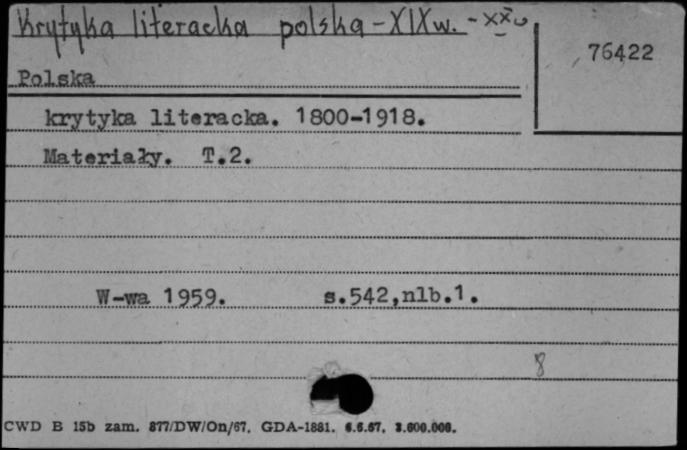 Krytyka literacka polska - XIX w. - XX w
76422
Polska
krytyka literacka. 1800-1918.
Materiały. T.2.
W-wa 1959. s.542,nlb.1.
8
CWD B 15b zam. 877/DW/On/67. GDA-1881. 6.6.67. 3.600.000.